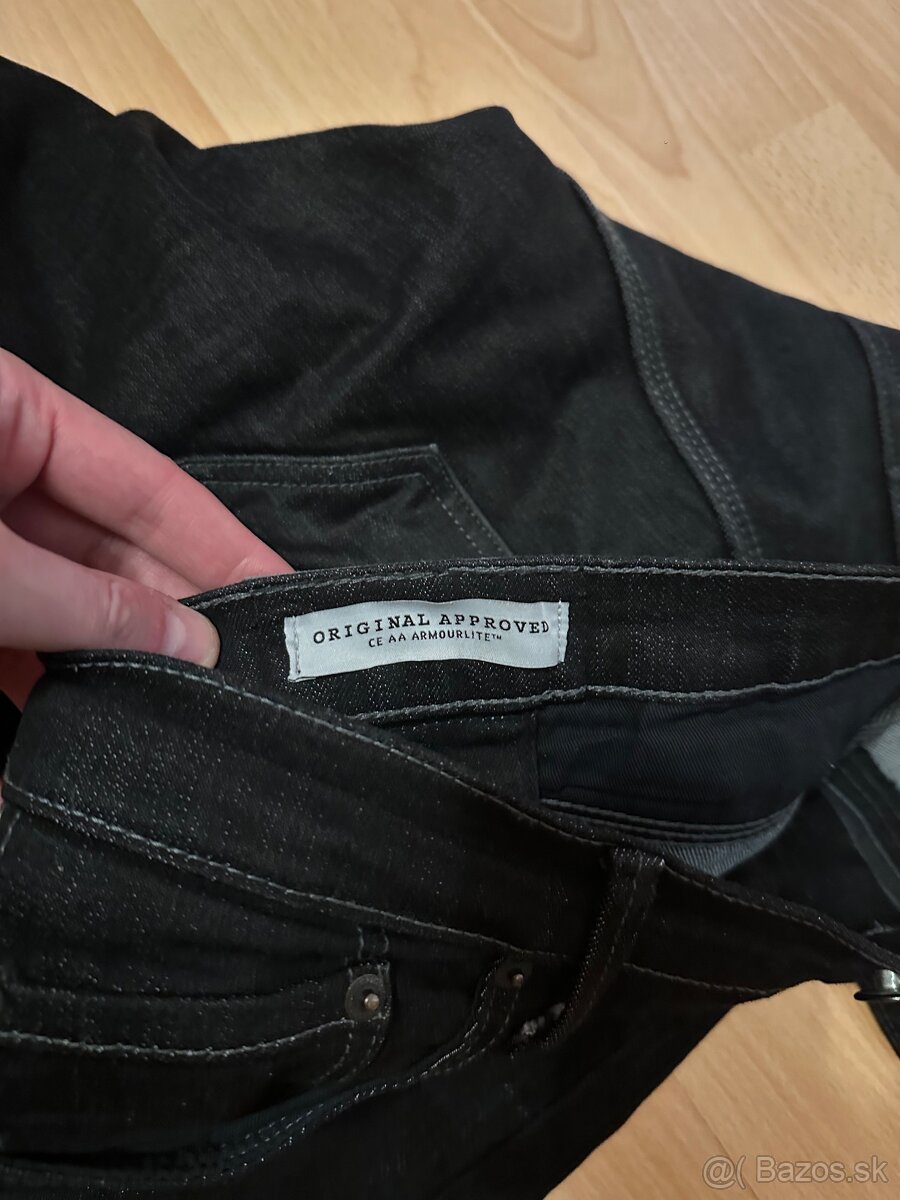 ORIGINAL APPROVED
CE AA ARMOURLITE™
@( Bazos.sk